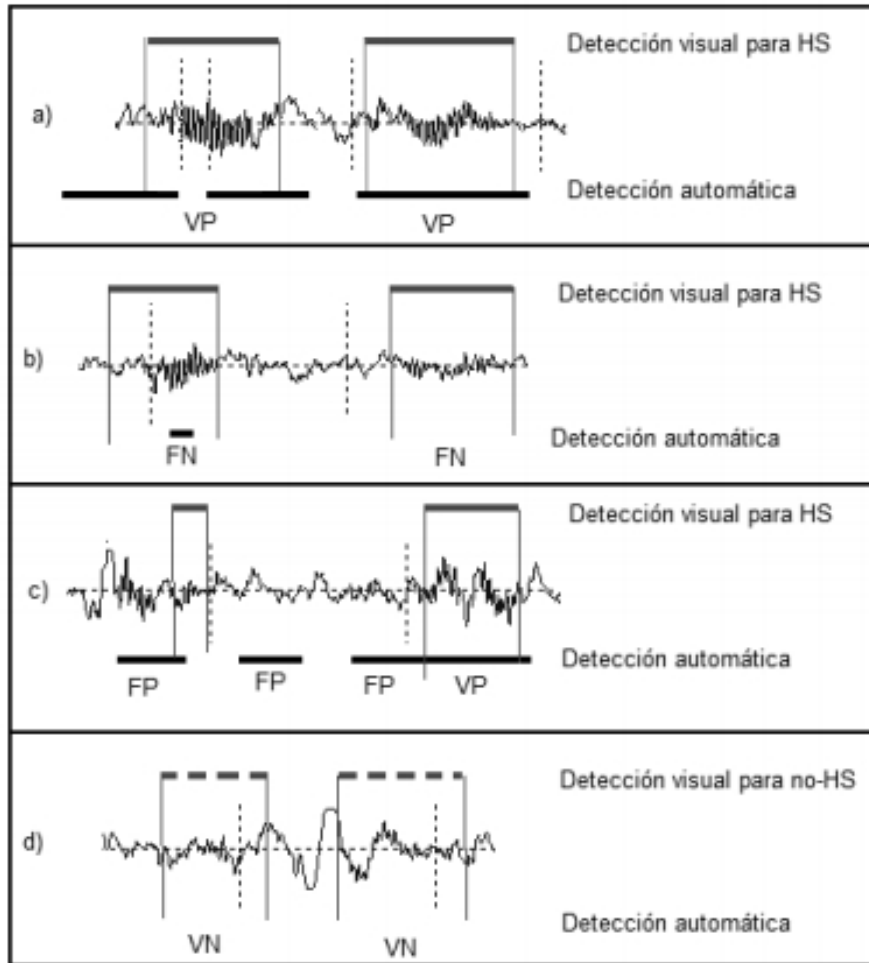 Detección visual para HS
a)
Detección automática
VP VP
Detección visual para HS
b)
Detección automática
FN FN
Detección visual para HS
c)
Detección automática
FP FP FP VP
Detección visual para no-HS
d)
Detección automática
VN VN